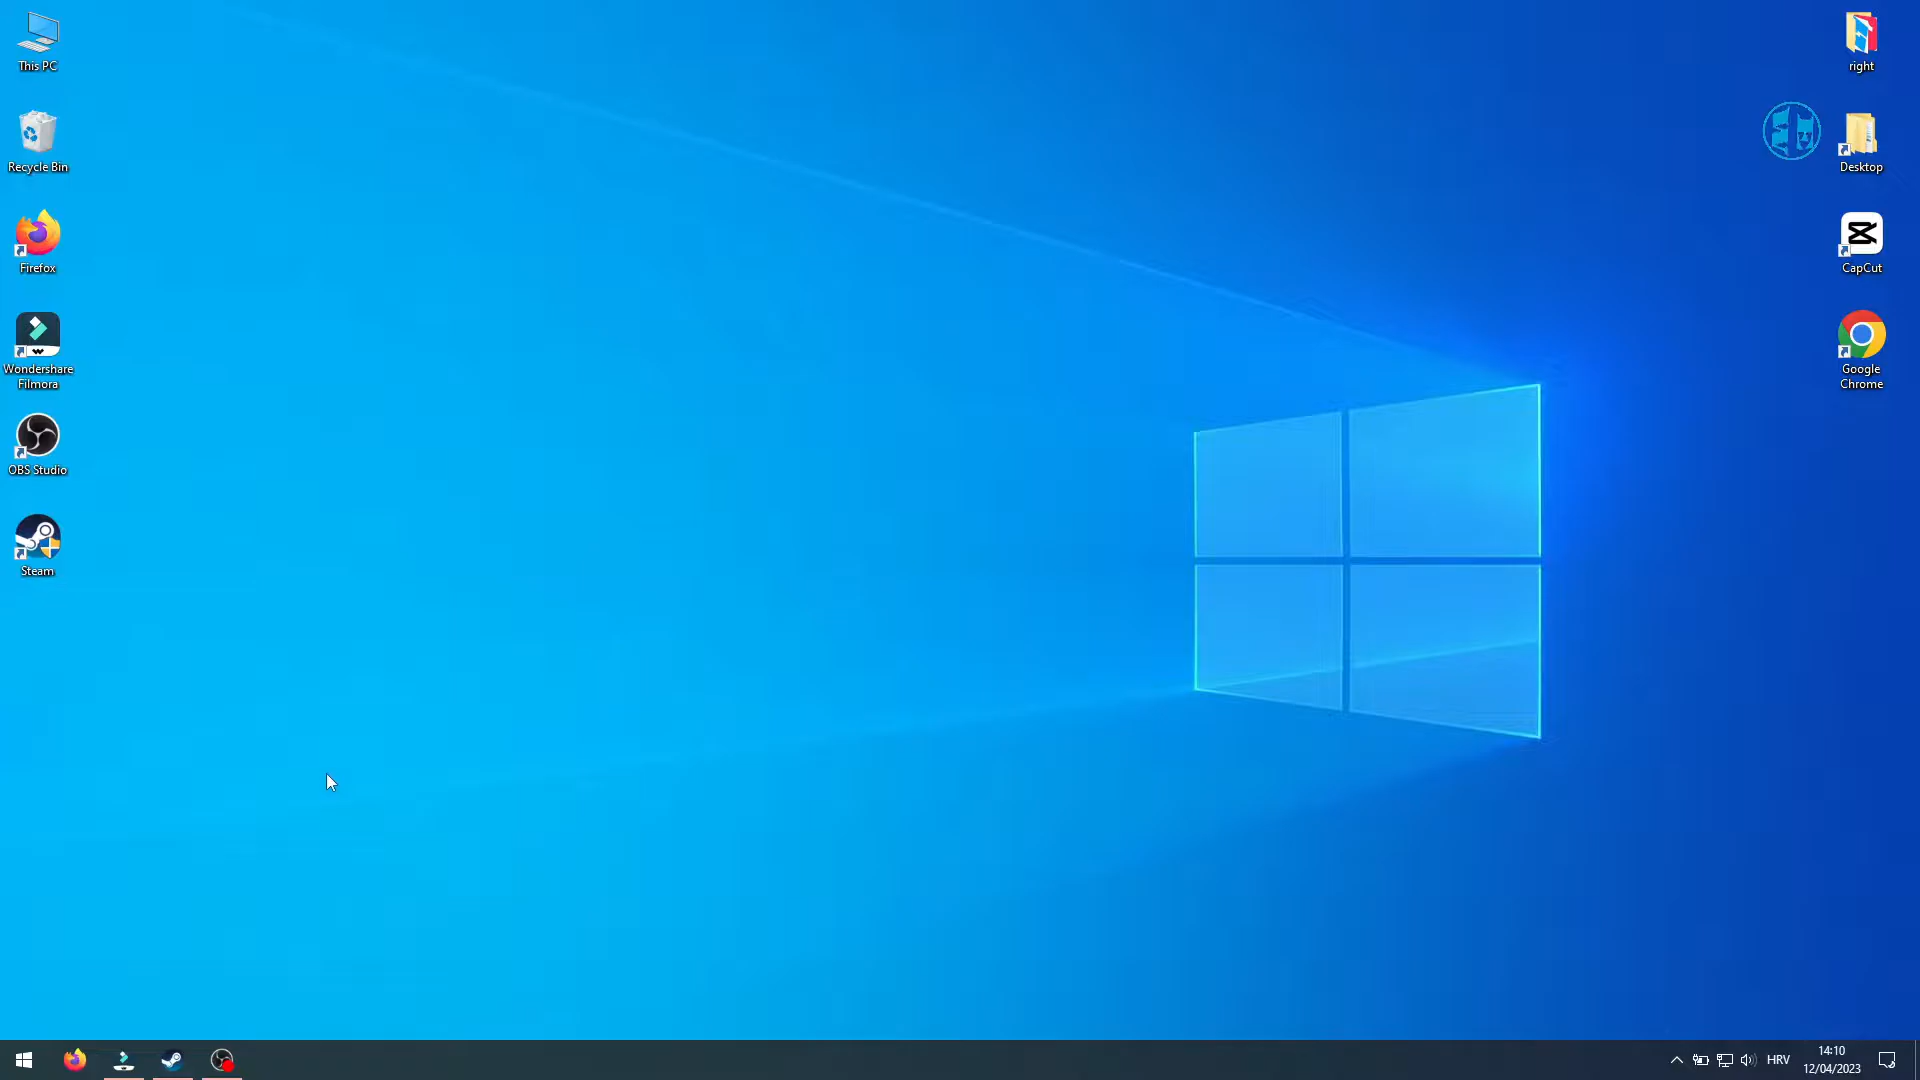 This PC
Recycle Bin
Firefox
Wondershare
Filmora
OBS Studio
Steam
right
Desktop
CapCut
Google
Chrome
HRV
14:10
12/04/2023